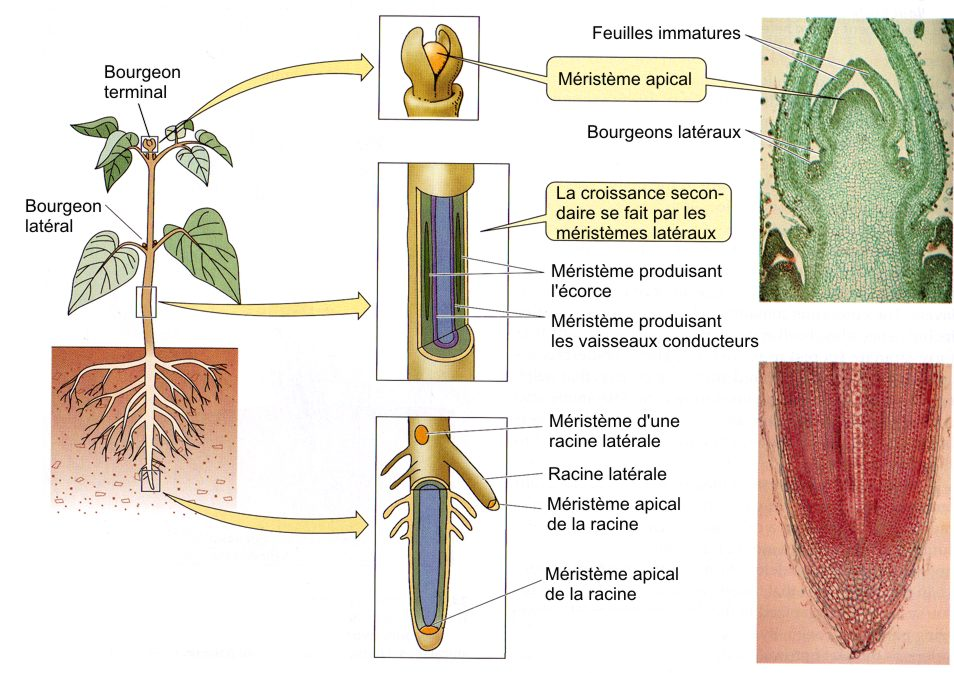 Bourgeon
terminal
Bourgeon
latéral
Feuilles immatures
Méristème apical
Bourgeons latéraux
La croissance secon-
daire se fait par les
méristèmes latéraux
Méristème produisant
l'écorce
Méristème produisant
les vaisseaux conducteurs
Méristème d'une
racine latérale
Racine latérale
Méristème apical
de la racine
Méristème apical
de la racine